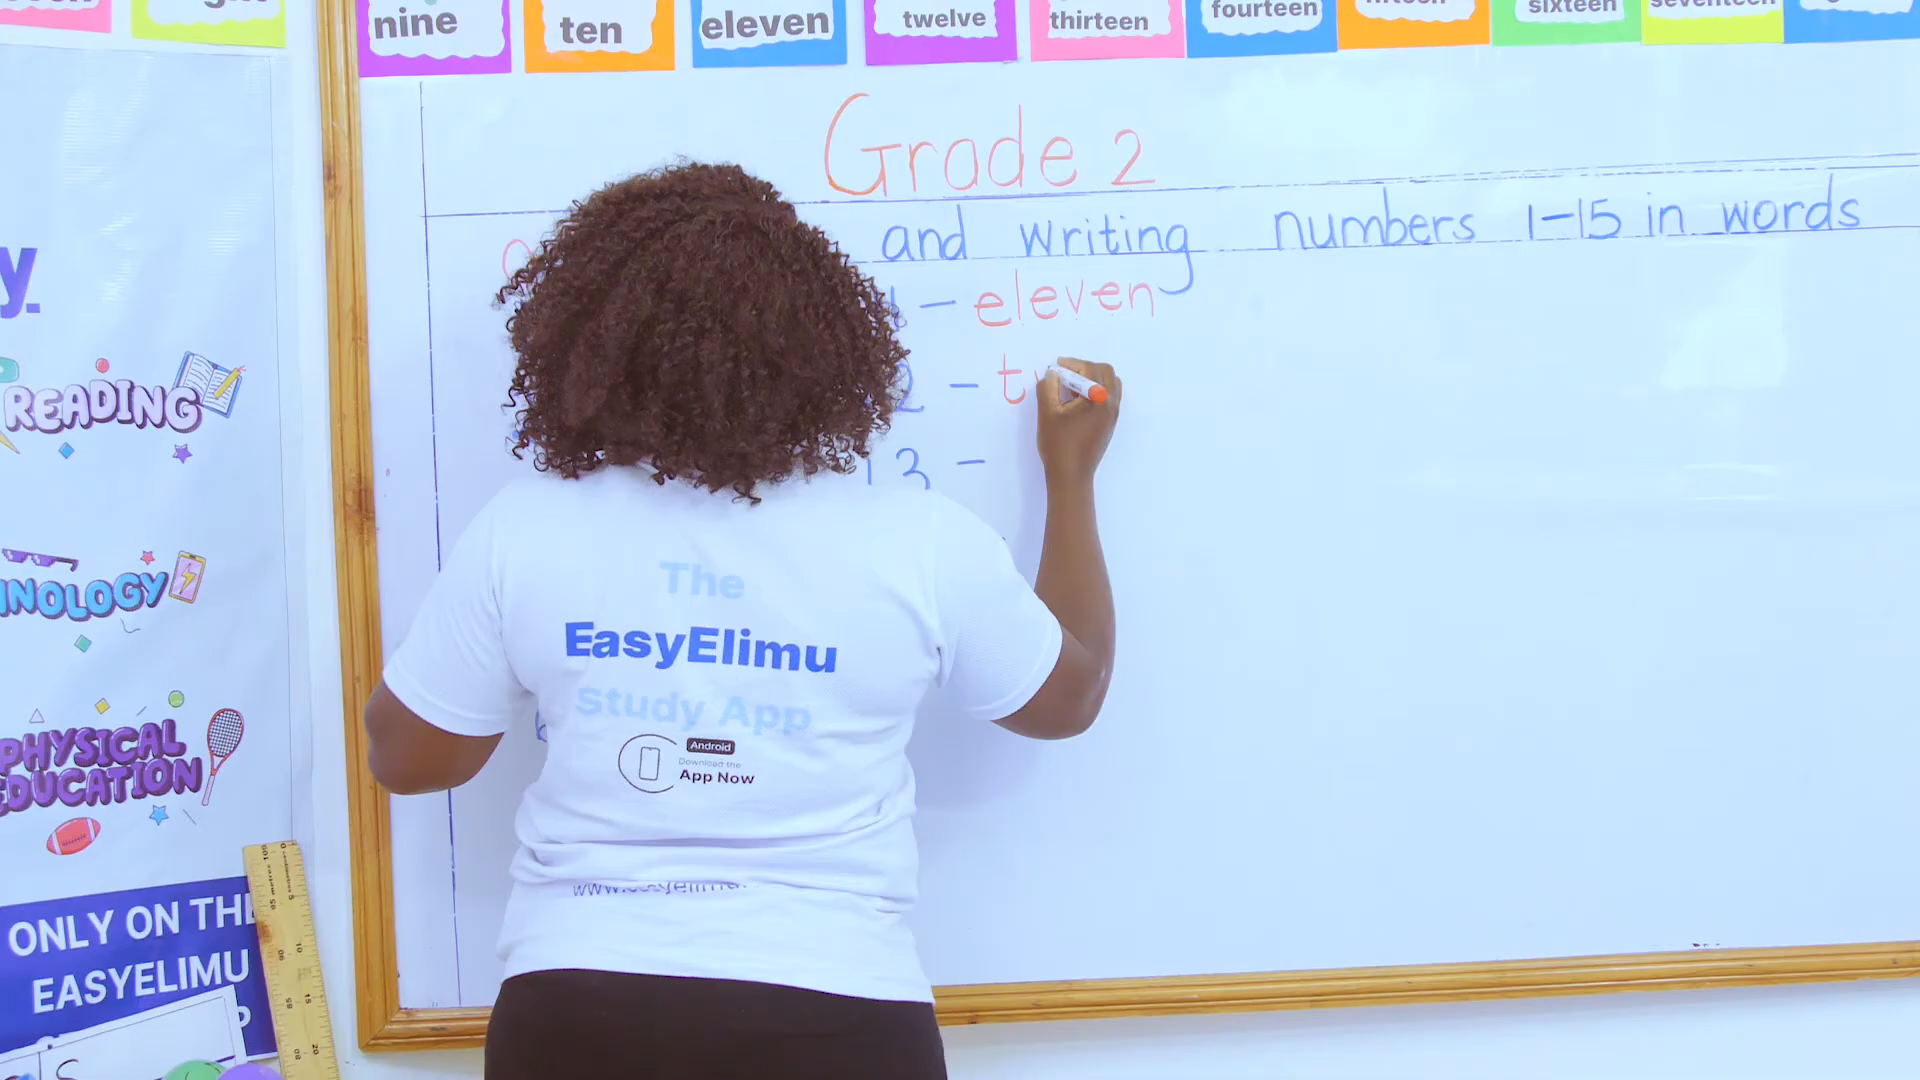 nine
ten
eleven
twelve
thirteen
fourteen
sixteen
Grade 2
and writing numbers 1-15 in words
- eleven
2 - t
13 -
y.
READING
NOLOGY
PHYSICAL
EDUCATION
ONLY ON THE
EASYELIMU
The
EasyElimu
Study App
Android
Download the
App Now